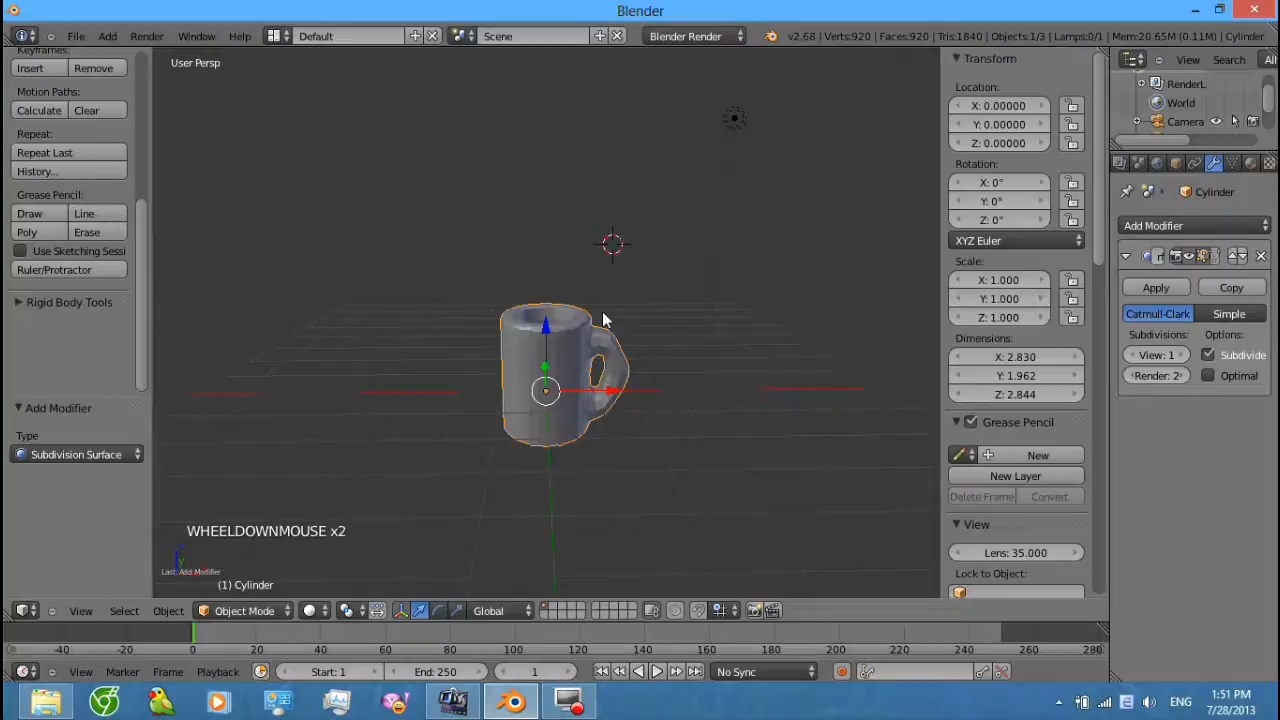 Blender
File Add Render Window Help Default Scene Blender Render v2.68 | Verts:920 | Faces:920 | Tris:1840 | Objects:1/3 | Lamps:0/1 | Mem:20.65M (0.11M) | Cylinder
Keyframes:
Insert Remove
Motion Paths:
Calculate Clear
Repeat:
Repeat Last
History...
Grease Pencil:
Draw Line
Poly Erase
Use Sketching Sessi
Ruler/Protractor
Rigid Body Tools
Add Modifier
Type
Subdivision Surface
User Persp
WHEELDOWNMOUSE x2
Last: Add Modifier
(1) Cylinder
Transform
Location:
X: 0.00000
Y: 0.00000
Z: 0.00000
Rotation:
X: 0°
Y: 0°
Z: 0°
XYZ Euler
Scale:
X: 1.000
Y: 1.000
Z: 1.000
Dimensions:
X: 2.830
Y: 1.962
Z: 2.844
Grease Pencil
New
New Layer
Delete Frame Convert
View
Lens: 35.000
Lock to Object:
View Search All
RenderL
World
Camera
Cylinder
Add Modifier
Apply Copy
Catmull-Clark Simple
Subdivisions: Options:
View: 1 Subdivide
Render: 2 Optimal
View Select Object Object Mode Global
-40 -20 0 20 40 60 80 100 120 140 160 180 200 220 240 260 280
View Marker Frame Playback Start: 1 End: 250 1 No Sync
ENG
1:51 PM
7/28/2013